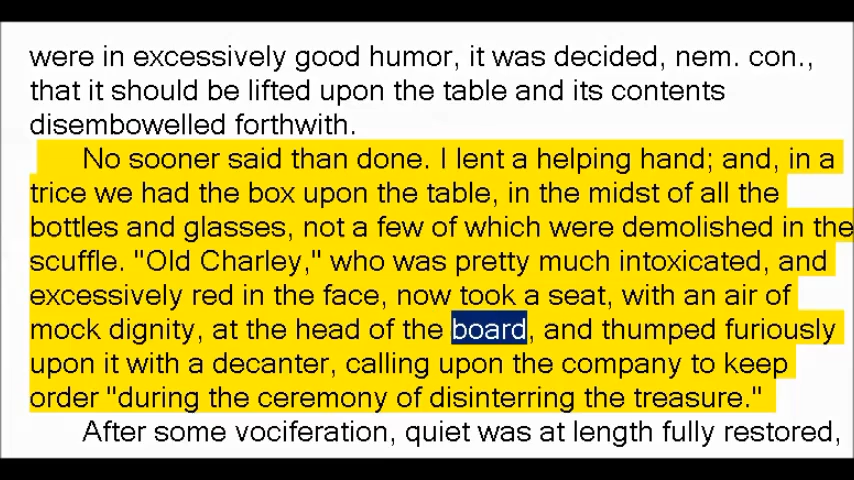 were in excessively good humor, it was decided, nem. con.,
that it should be lifted upon the table and its contents
disembowelled forthwith.
No sooner said than done. I lent a helping hand; and, in a
trice we had the box upon the table, in the midst of all the
bottles and glasses, not a few of which were demolished in the
scuffle. "Old Charley," who was pretty much intoxicated, and
excessively red in the face, now took a seat, with an air of
mock dignity, at the head of the board, and thumped furiously
upon it with a decanter, calling upon the company to keep
order "during the ceremony of disinterring the treasure."
After some vociferation, quiet was at length fully restored,